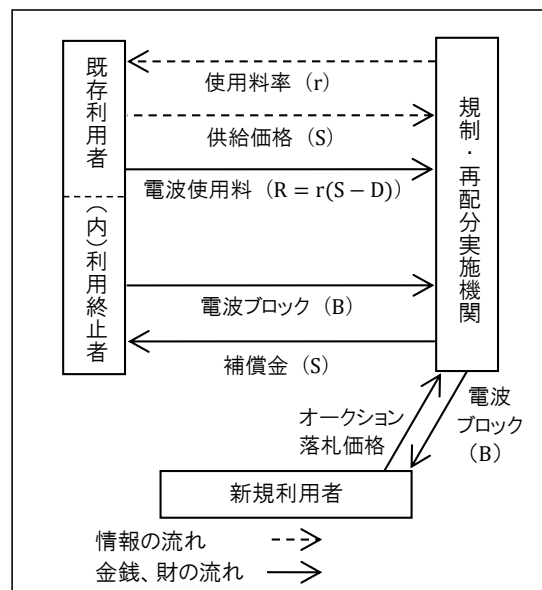 既存利用者
(内)利用終止者
規制・再配分実施機関
使用料率（r）
供給価格（S）
電波使用料（R = r(S − D)）
電波ブロック（B）
補償金（S）
オークション
落札価格
電波
ブロック
（B）
新規利用者
情報の流れ
金銭、財の流れ